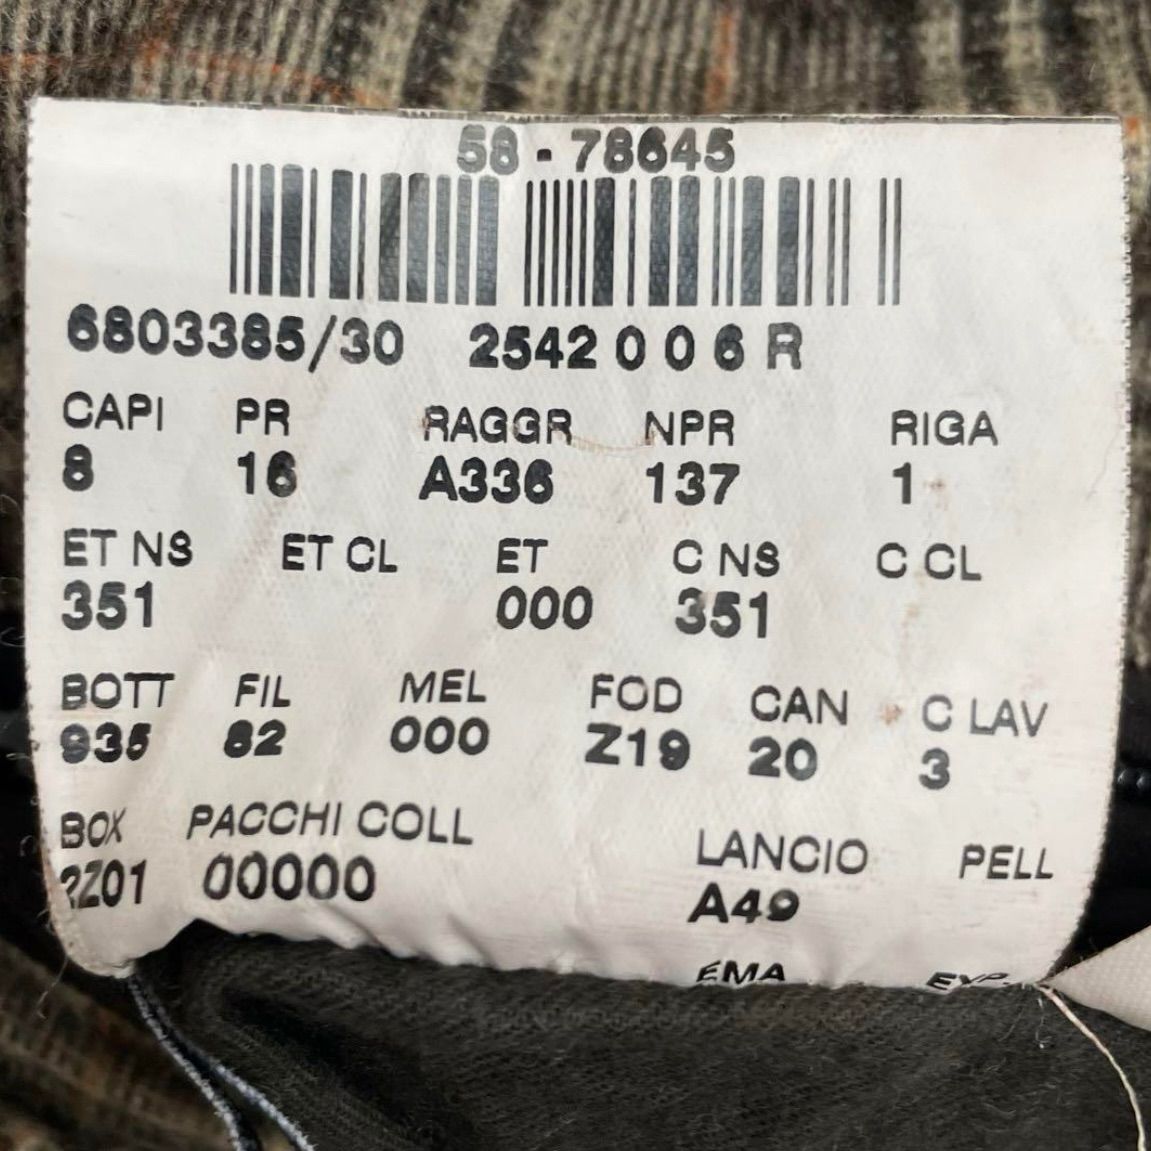 58 - 78645
6803385/30 2542 0 0 6 R
CAPI PR RAGGR NPR RIGA
8 16 A336 137 1
ET NS ET CL ET C NS C CL
351 000 351
BOTT FIL MEL FOD CAN C LAV
935 82 000 Z19 20 3
BOX PACCHI COLL LANCIO PELL
2Z01 00000 A49
EMA EXP.